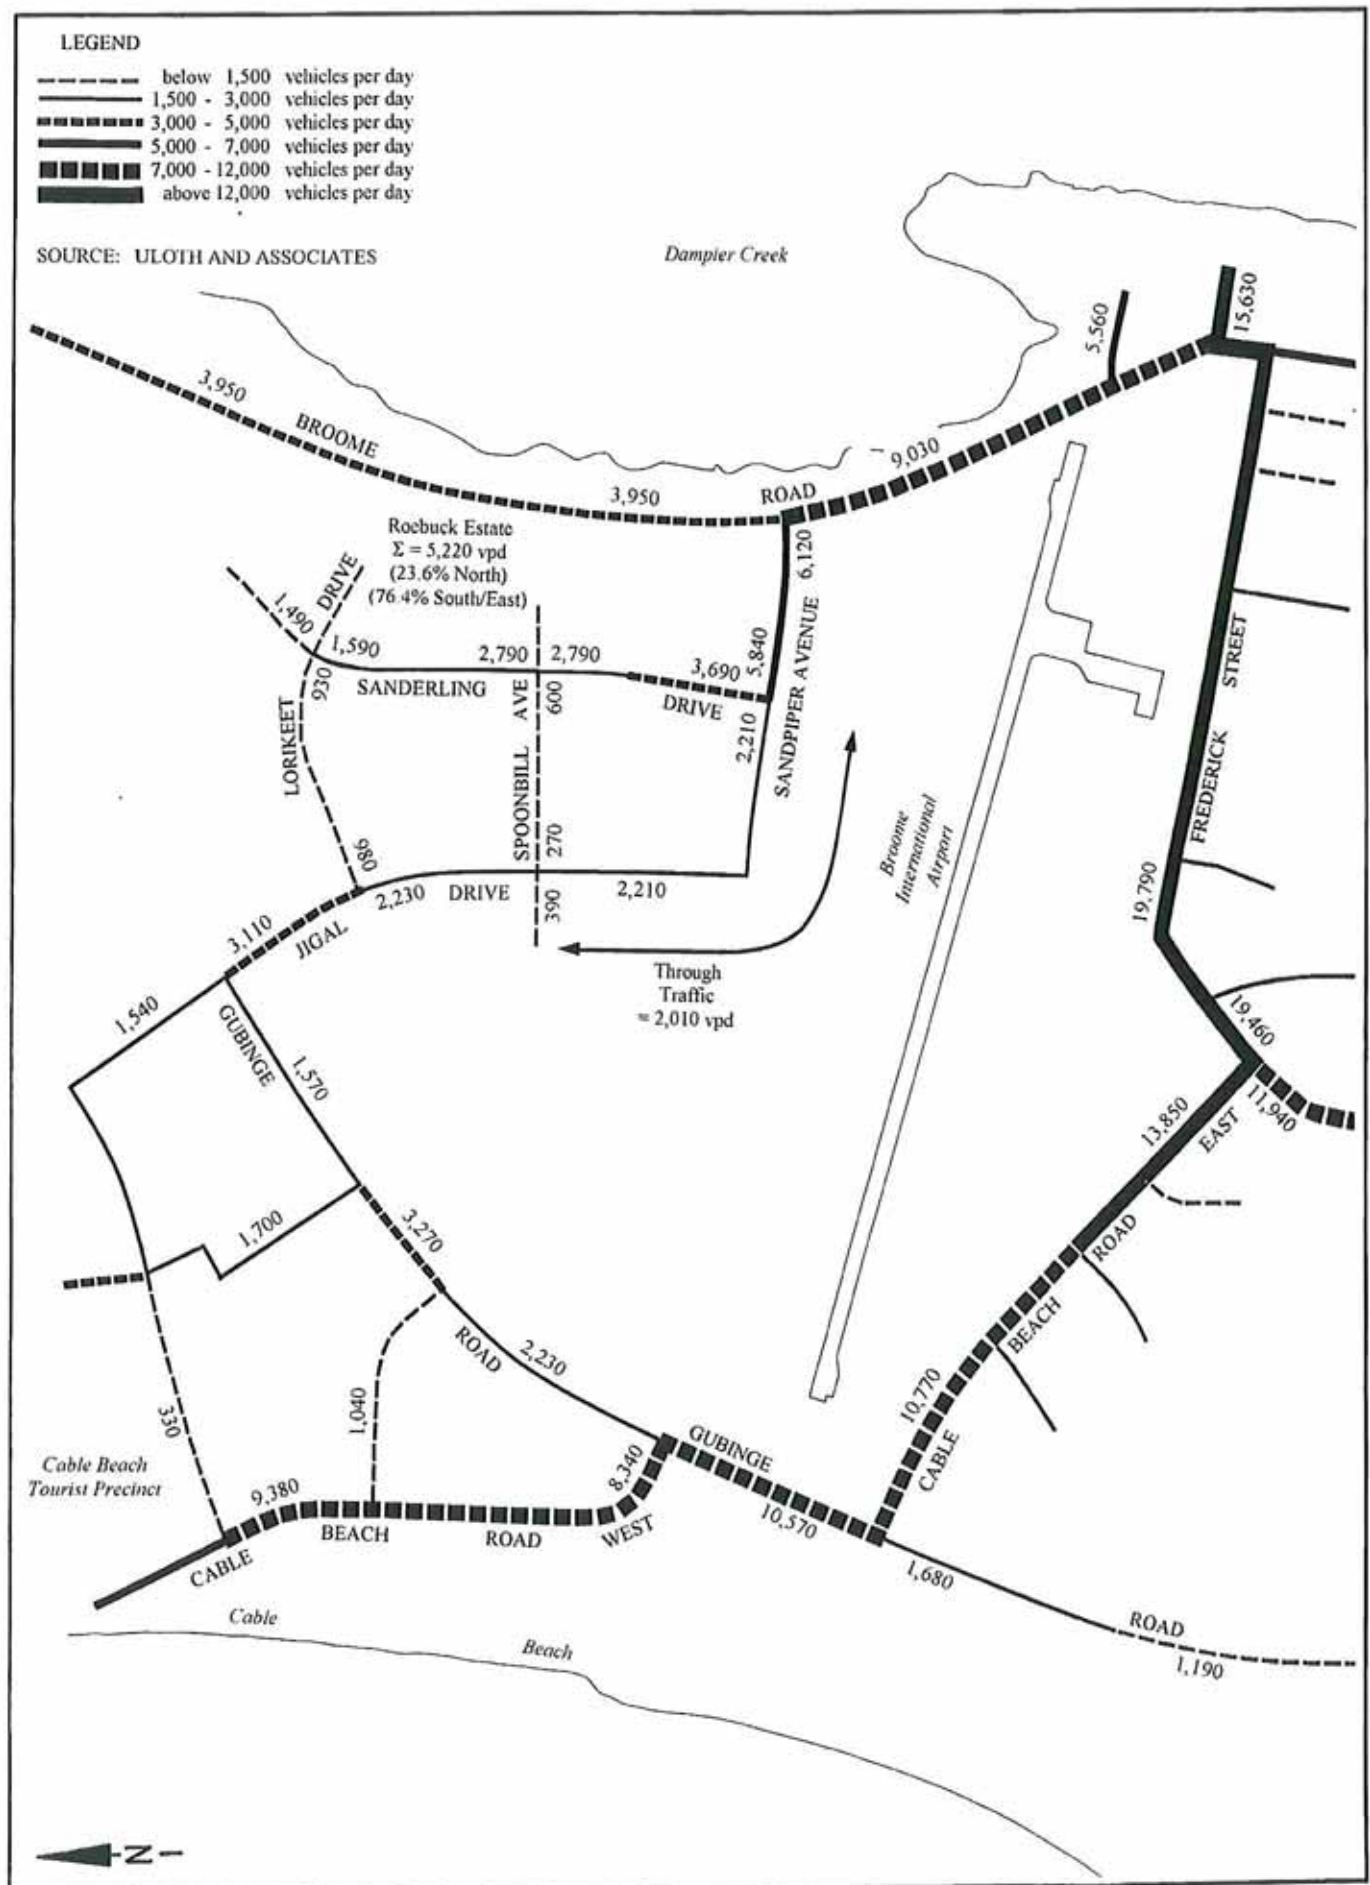 LEGEND
below 1,500 vehicles per day
1,500 - 3,000 vehicles per day
3,000 - 5,000 vehicles per day
5,000 - 7,000 vehicles per day
7,000 - 12,000 vehicles per day
above 12,000 vehicles per day
SOURCE: ULOTH AND ASSOCIATES
Dampier Creek
15,630
5,560
3,950
BROOME
9,030
3,950
ROAD
Roebuck Estate
Σ = 5,220 vpd
(23.6% North)
(76.4% South/East)
6,120
DRIVE
1,490
1,590
2,790
2,790
3,690
5,840
SANDPIPER AVENUE
930
SANDERLING
AVE
600
DRIVE
2,210
STREET
LORIKEET
SPOONBILL
270
FREDERICK
Broome
International
Airport
980
2,230
DRIVE
390
2,210
19,790
3,110
JIGAL
Through
Traffic
= 2,010 vpd
1,540
GUBINGE
1,570
19,460
11,940
13,850
EAST
1,700
3,270
ROAD
ROAD
2,230
BEACH
1,040
330
10,770
CABLE
Cable Beach
Tourist Precinct
9,380
8,340
GUBINGE
10,570
BEACH
ROAD
WEST
CABLE
1,680
ROAD
1,190
Cable
Beach
N